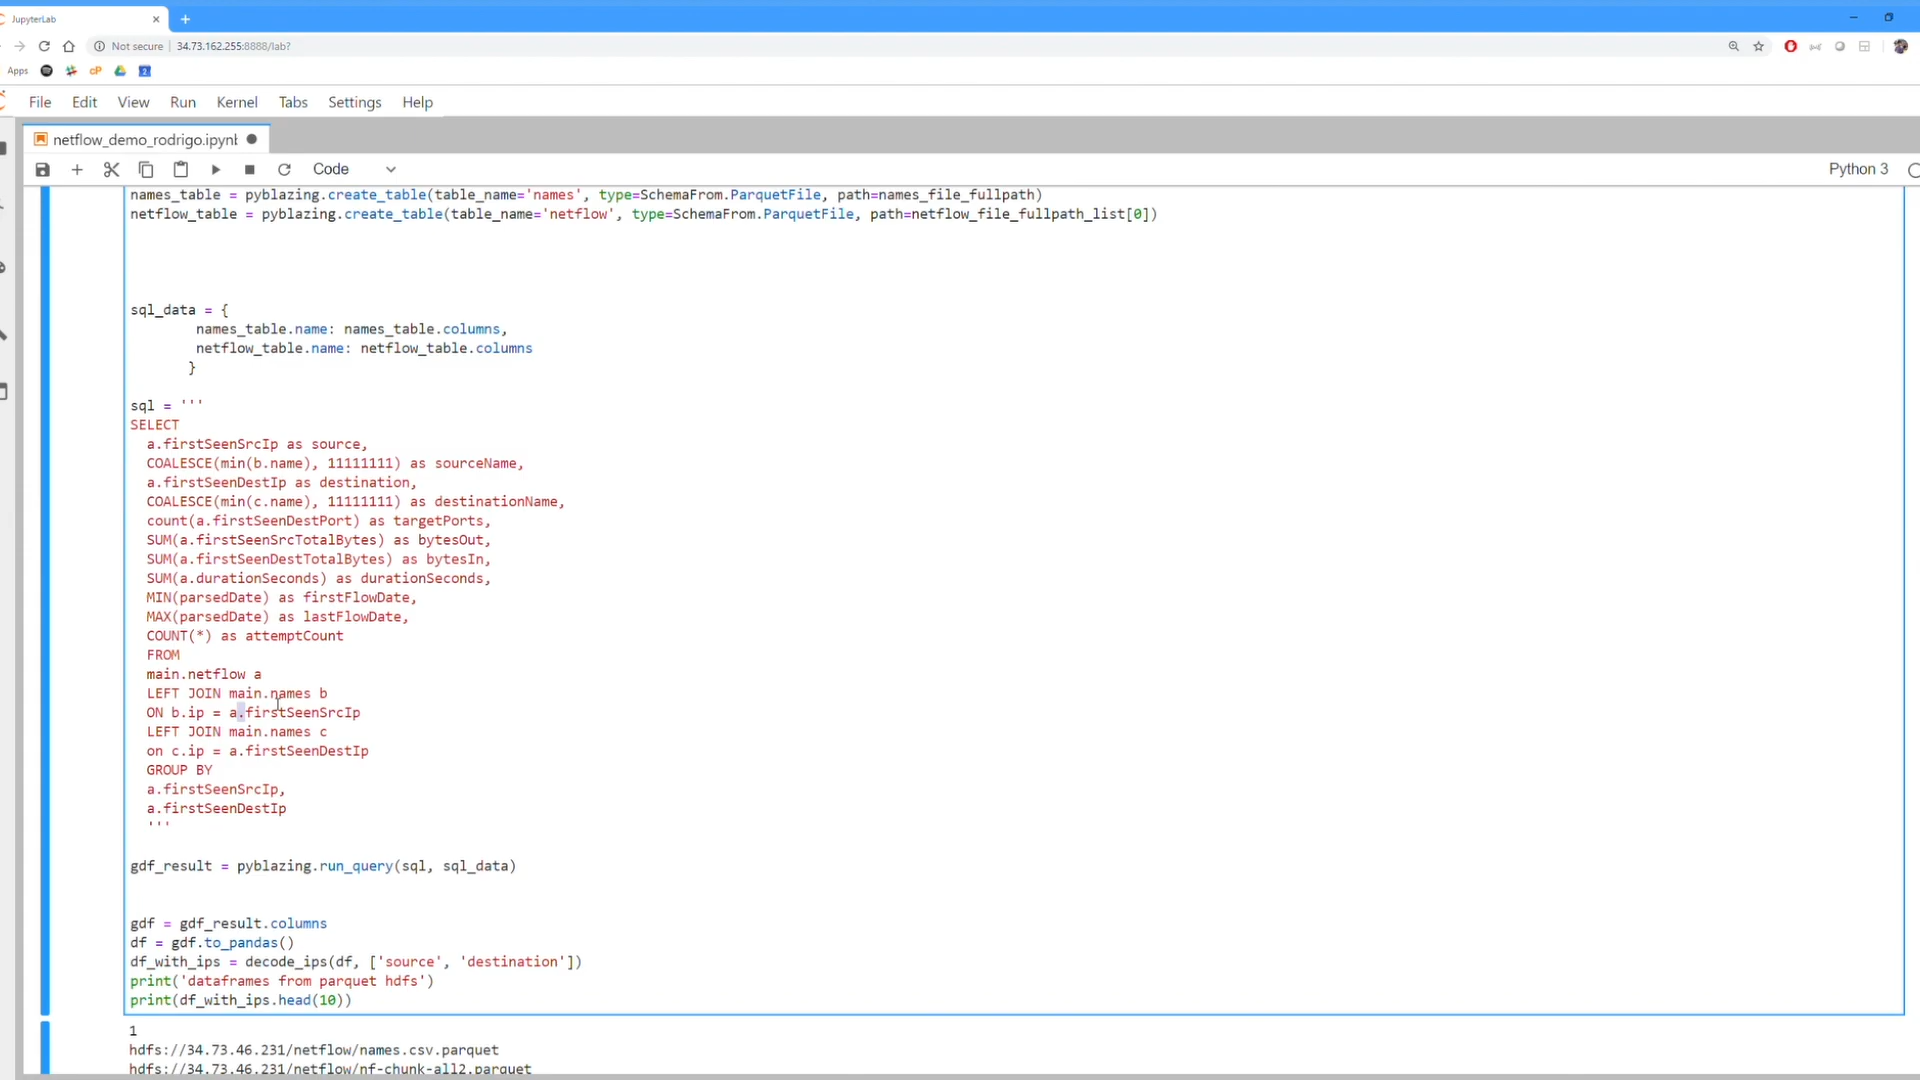 JupyterLab
Not secure | 34.73.162.255:8888/lab?
Apps
File Edit View Run Kernel Tabs Settings Help
netflow_demo_rodrigo.ipynb
Code
Python 3
names_table = pyblazing.create_table(table_name='names', type=SchemaFrom.ParquetFile, path=names_file_fullpath)
netflow_table = pyblazing.create_table(table_name='netflow', type=SchemaFrom.ParquetFile, path=netflow_file_fullpath_list[0])
sql_data = {
names_table.name: names_table.columns,
netflow_table.name: netflow_table.columns
}
sql = '''
SELECT
a.firstSeenSrcIp as source,
COALESCE(min(b.name), 11111111) as sourceName,
a.firstSeenDestIp as destination,
COALESCE(min(c.name), 11111111) as destinationName,
count(a.firstSeenDestPort) as targetPorts,
SUM(a.firstSeenSrcTotalBytes) as bytesOut,
SUM(a.firstSeenDestTotalBytes) as bytesIn,
SUM(a.durationSeconds) as durationSeconds,
MIN(parsedDate) as firstFlowDate,
MAX(parsedDate) as lastFlowDate,
COUNT(*) as attemptCount
FROM
main.netflow a
LEFT JOIN main.names b
ON b.ip = a.firstSeenSrcIp
LEFT JOIN main.names c
on c.ip = a.firstSeenDestIp
GROUP BY
a.firstSeenSrcIp,
a.firstSeenDestIp
'''
gdf_result = pyblazing.run_query(sql, sql_data)
gdf = gdf_result.columns
df = gdf.to_pandas()
df_with_ips = decode_ips(df, ['source', 'destination'])
print('dataframes from parquet hdfs')
print(df_with_ips.head(10))
1
hdfs://34.73.46.231/netflow/names.csv.parquet
hdfs://34.73.46.231/netflow/nf-chunk-all2.parquet